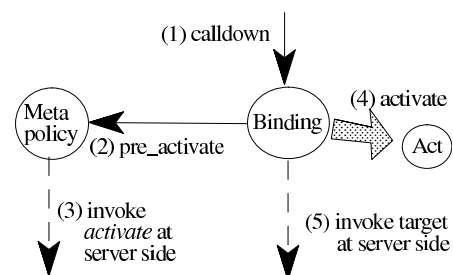 (1) calldown
Meta
policy
Binding
(4) activate
Act
(2) pre_activate
(3) invoke
activate at
server side
(5) invoke target
at server side